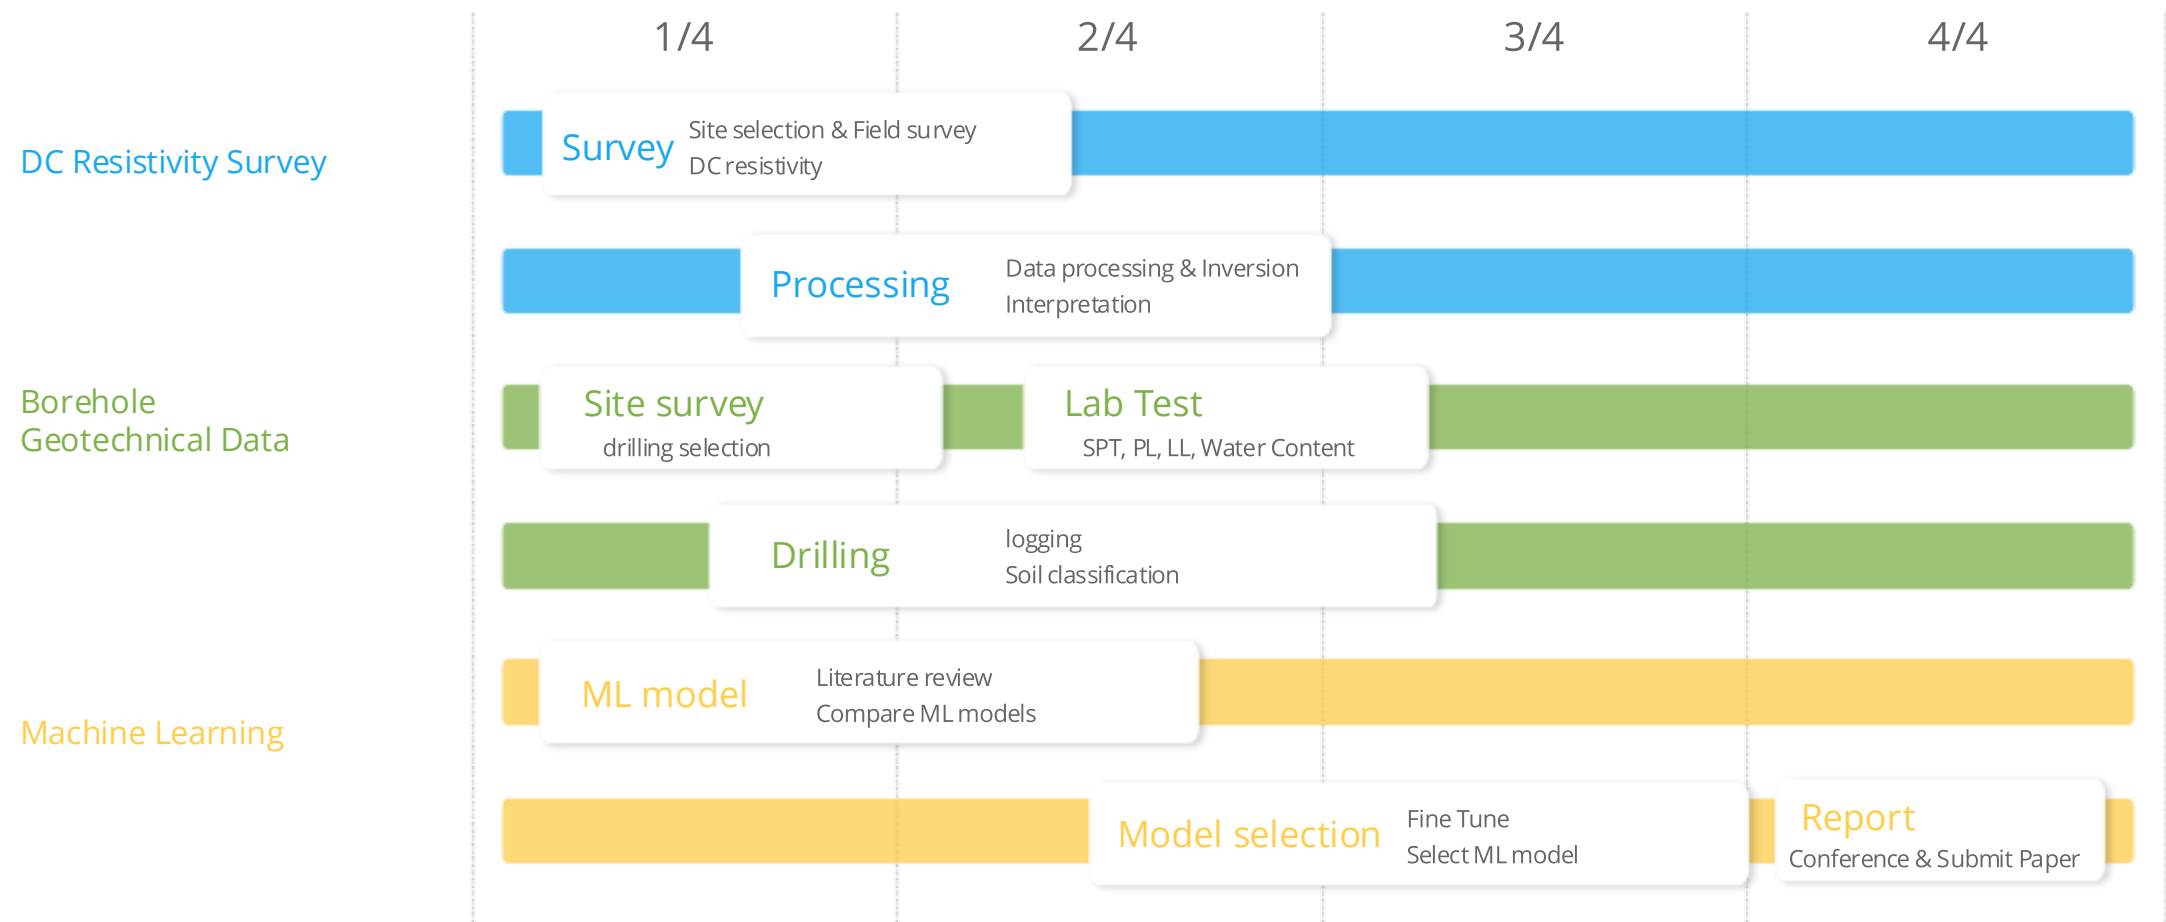 1/4
2/4
3/4
4/4
DC Resistivity Survey
Survey
Site selection & Field survey
DC resistivity
Processing
Data processing & Inversion
Interpretation
Borehole
Geotechnical Data
Site survey
drilling selection
Lab Test
SPT, PL, LL, Water Content
Drilling
logging
Soil classification
Machine Learning
ML model
Literature review
Compare ML models
Model selection
Fine Tune
Select ML model
Report
Conference & Submit Paper